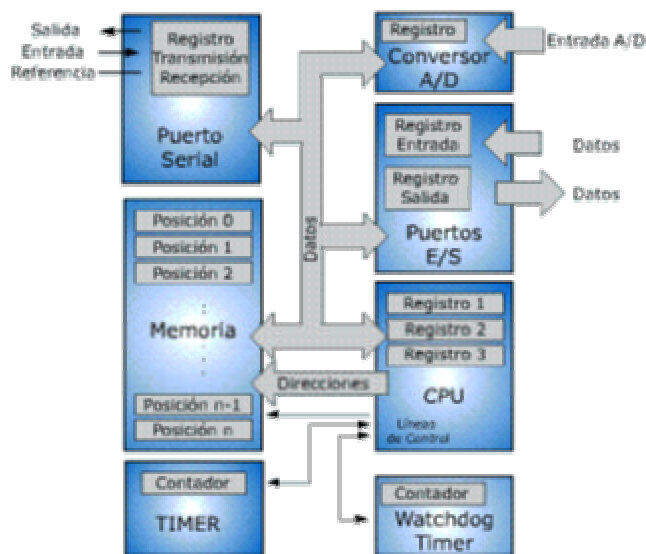 Salida
Entrada
Referencia
Registro
Transmisión
Recepción
Puerto
Serial
Registro
Conversor
A/D
Entrada A/D
Registro
Entrada
Registro
Salida
Puertos
E/S
Datos
Datos
Datos
Posición 0
Posición 1
Posición 2
Memoria
Posición n-1
Posición n
Registro 1
Registro 2
Registro 3
CPU
Direcciones
Líneas
de Control
Contador
TIMER
Contador
Watchdog
Timer